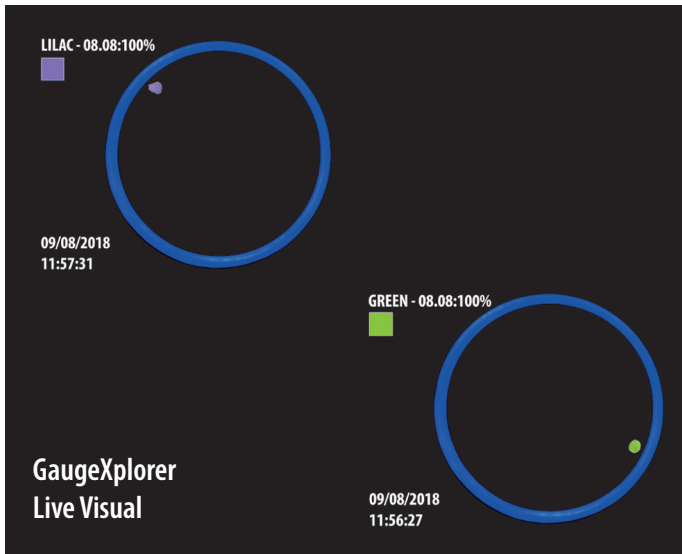 LILAC - 08.08:100%
09/08/2018
11:57:31
GREEN - 08.08:100%
09/08/2018
11:56:27
GaugeXplorer
Live Visual